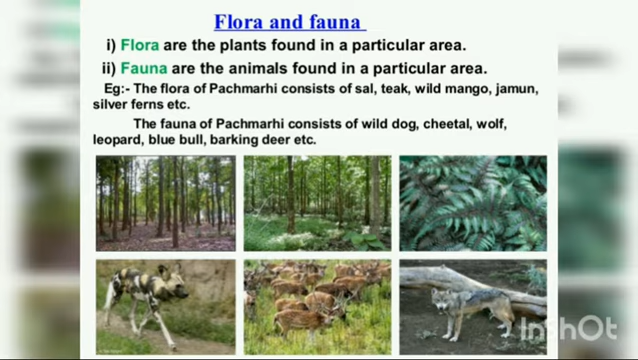 Flora and fauna
i) Flora are the plants found in a particular area.
ii) Fauna are the animals found in a particular area.
Eg:- The flora of Pachmarhi consists of sal, teak, wild mango, jamun,
silver ferns etc.
The fauna of Pachmarhi consists of wild dog, cheetal, wolf,
leopard, blue bull, barking deer etc.
InShOt